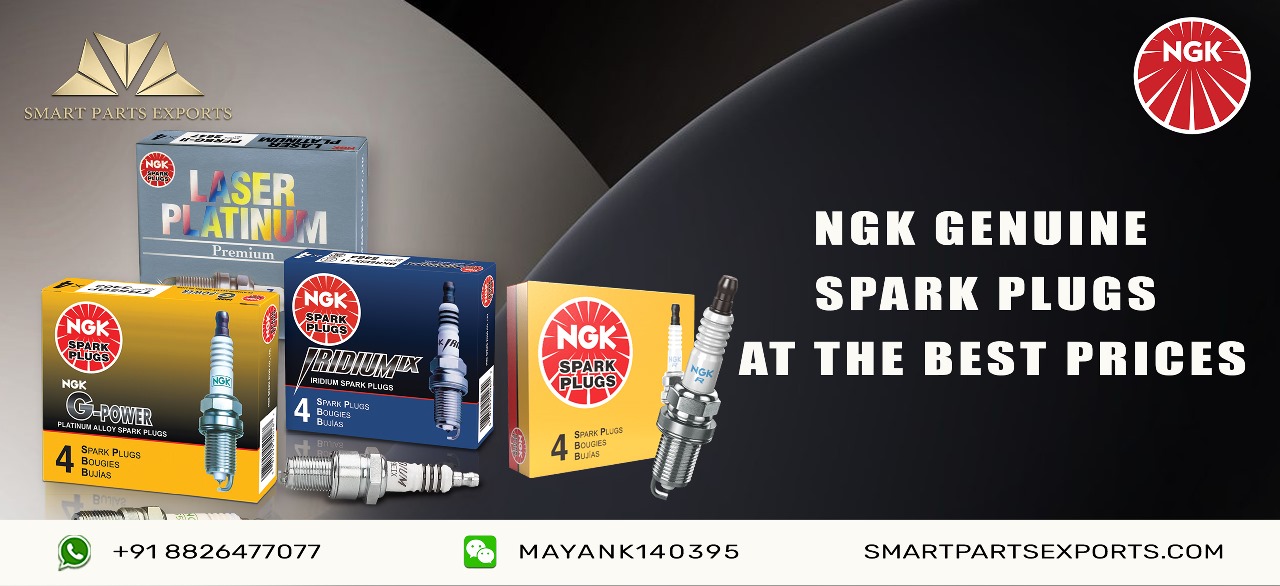 SMART PARTS EXPORTS
NGK
NGK GENUINE
SPARK PLUGS
AT THE BEST PRICES
NGK
SPARK PLUGS
LASER
PLATINUM
Premium
NGK
SPARK
PLUGS
NGK
G-POWER
PLATINUM ALLOY SPARK PLUGS
4
SPARK PLUGS
BOUGIES
BUJÍAS
NGK
NGK
SPARK
PLUGS
IRIDIUM IX
IRIDIUM SPARK PLUGS
4
SPARK PLUGS
BOUGIES
BUJÍAS
NGK
SPARK
PLUGS
4
SPARK PLUGS
BOUGIES
BUJÍAS
NGK
R
+91 8826477077
MAYANK140395
SMARTPARTSEXPORTS.COM